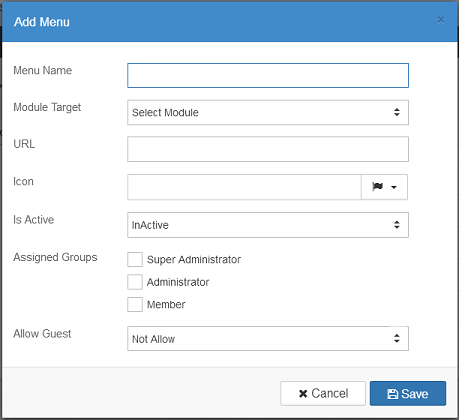 Add Menu ×
Menu Name
Module Target Select Module
URL
Icon
Is Active InActive
Assigned Groups Super Administrator
Administrator
Member
Allow Guest Not Allow
Cancel Save